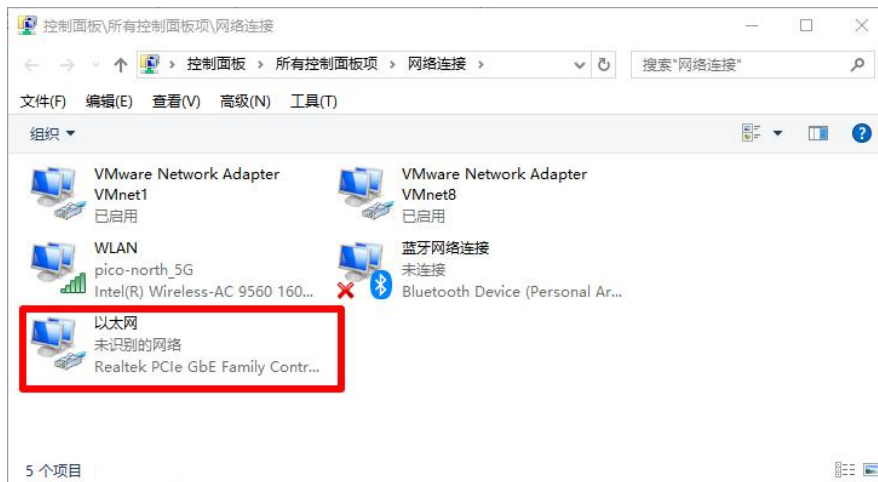 控制面板\所有控制面板项\网络连接
控制面板 › 所有控制面板项 › 网络连接 ›
搜索"网络连接"
文件(F) 编辑(E) 查看(V) 高级(N) 工具(T)
组织
VMware Network Adapter
VMnet1
已启用
VMware Network Adapter
VMnet8
已启用
WLAN
pico-north_5G
Intel(R) Wireless-AC 9560 160...
蓝牙网络连接
未连接
Bluetooth Device (Personal Ar...
以太网
未识别的网络
Realtek PCIe GbE Family Contr...
5 个项目